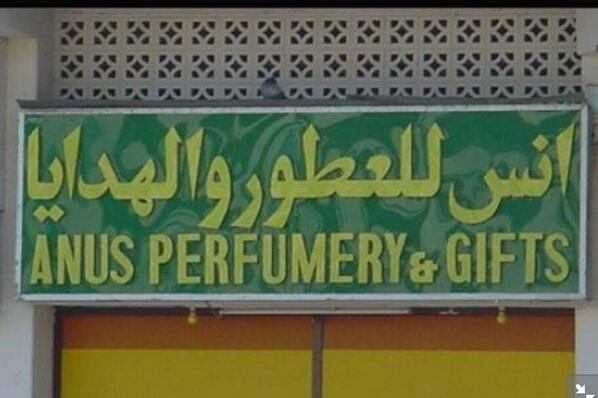 انس للعطور والهدايا
ANUS PERFUMERY & GIFTS